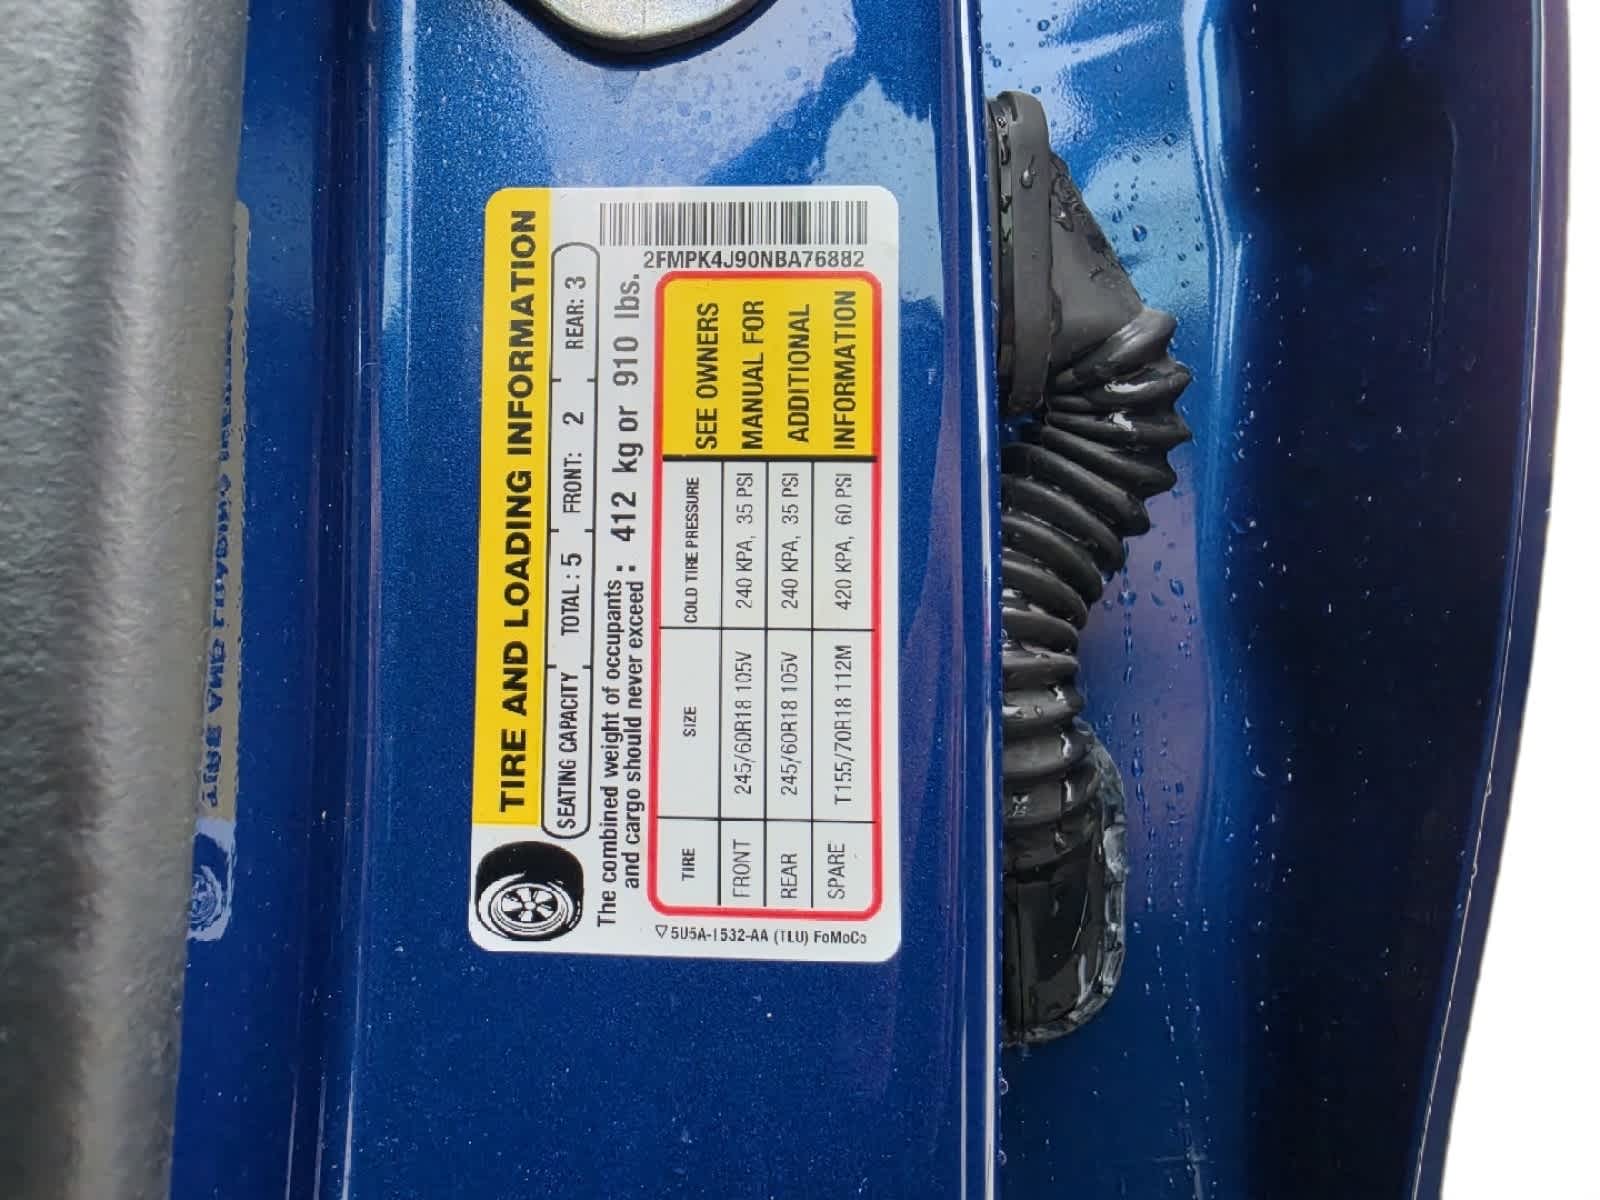 TIRE AND LOADING INFORMATION
SEATING CAPACITY TOTAL: 5 FRONT: 2 REAR: 3
The combined weight of occupants and cargo should never exceed : 412 kg or 910 lbs.
2FMPK4J90NBA76882
TIRE SIZE COLD TIRE PRESSURE
FRONT 245/60R18 105V 240 KPA, 35 PSI
REAR 245/60R18 105V 240 KPA, 35 PSI
SPARE T155/70R18 112M 420 KPA, 60 PSI
SEE OWNERS
MANUAL FOR
ADDITIONAL
INFORMATION
5U5A-1532-AA (TLU) FoMoCo